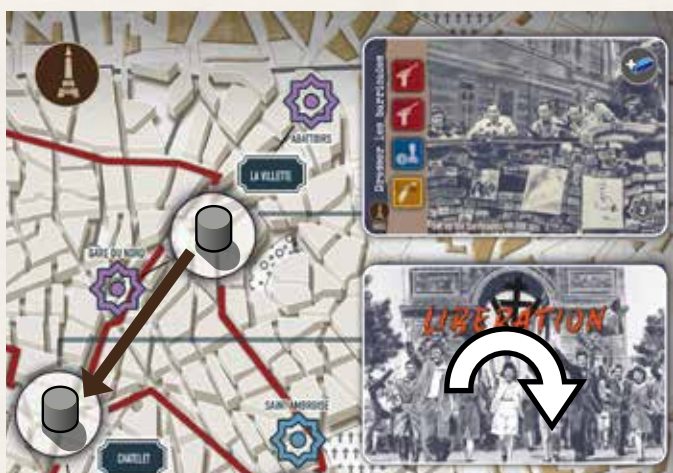 ABATTOIRS
LA VILLETTE
GARE DU NORD
SAINT-AMBROISE
CHATELET
Dresser les barricades
LIBERATION